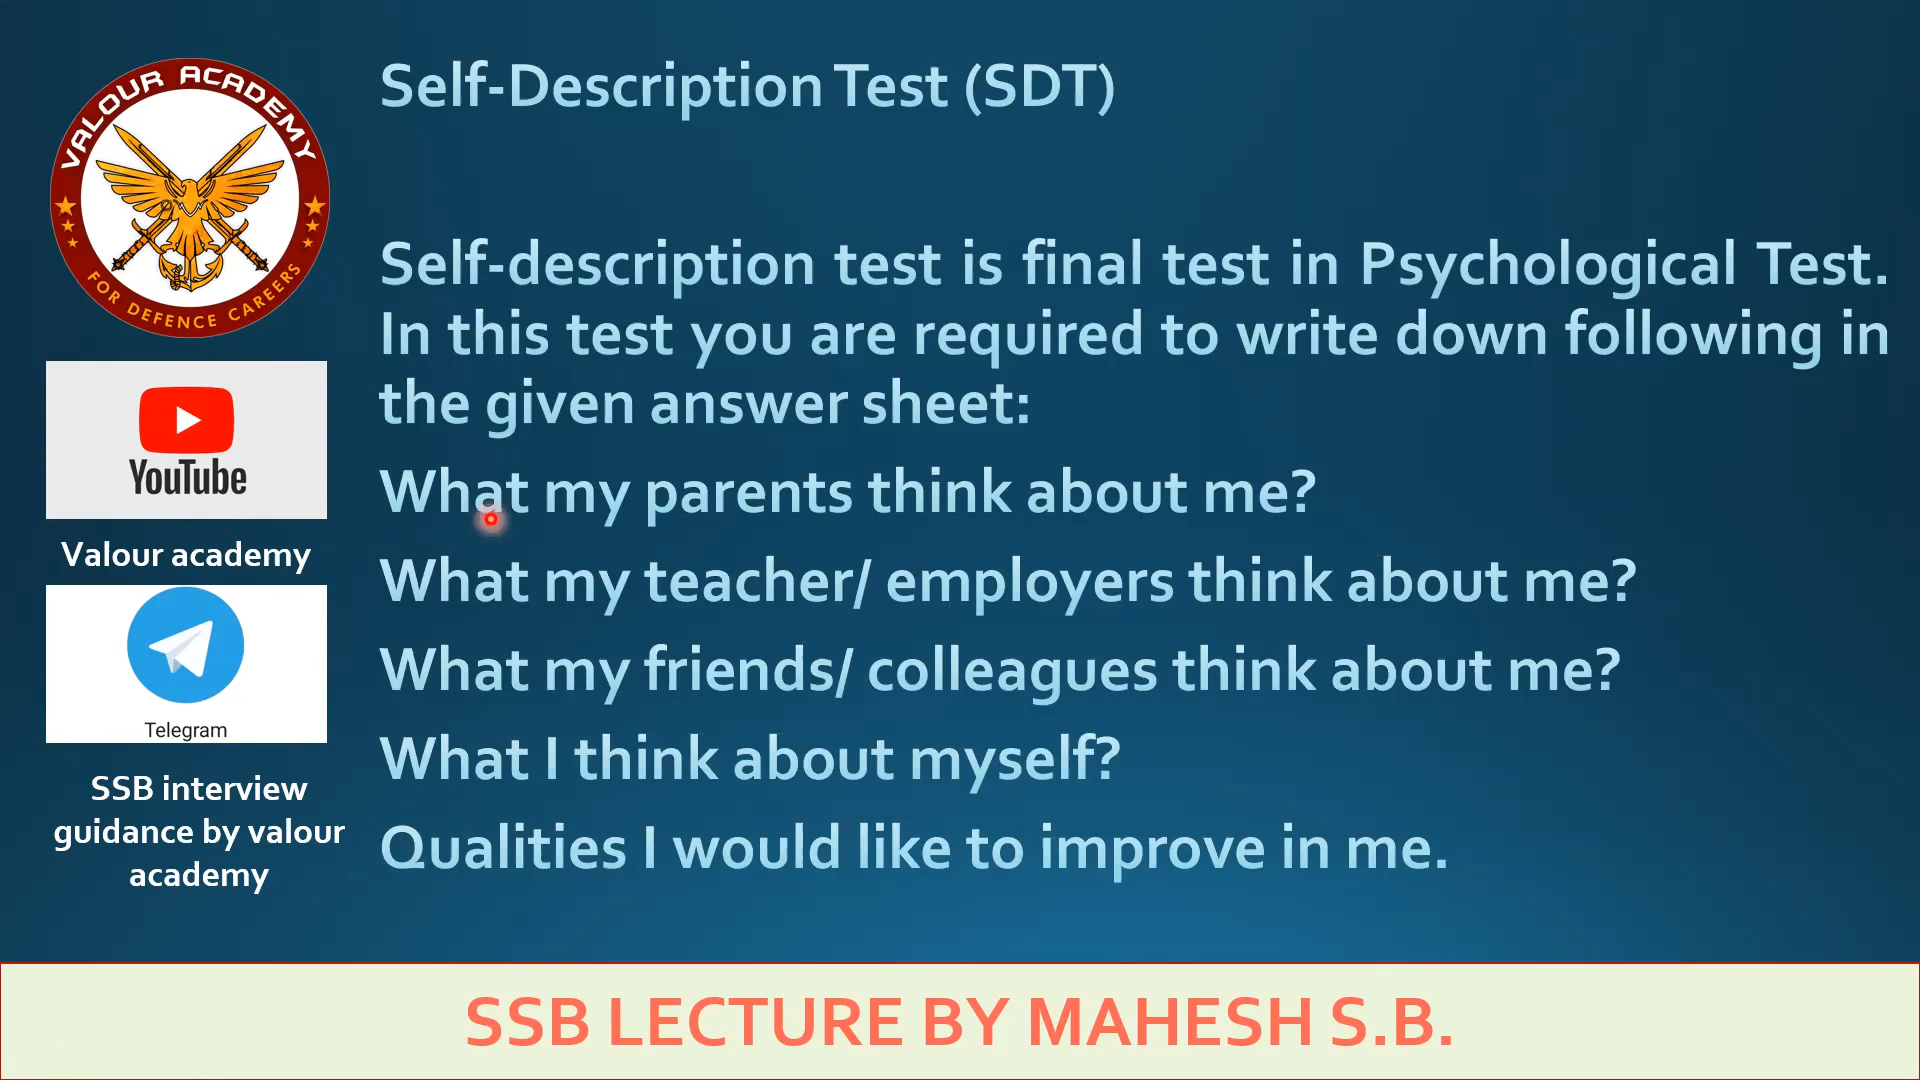 VALOUR ACADEMY
FOR DEFENCE CAREERS
YouTube
Valour academy
Telegram
SSB interview
guidance by valour
academy
Self-Description Test (SDT)
Self-description test is final test in Psychological Test.
In this test you are required to write down following in
the given answer sheet:
What my parents think about me?
What my teacher/ employers think about me?
What my friends/ colleagues think about me?
What I think about myself?
Qualities I would like to improve in me.
SSB LECTURE BY MAHESH S.B.